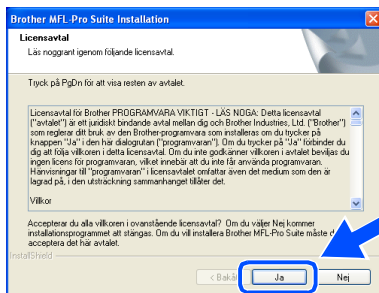 Brother MFL-Pro Suite Installation
Licensavtal
Läs noggrant igenom följande licensavtal.
Tryck på PgDn för att visa resten av avtalet.
Licensavtal för Brother PROGRAMVARA VIKTIGT - LÄS NOGA: Detta licensavtal
("avtalet") är ett juridiskt bindande avtal mellan dig och Brother Industries, Ltd. ("Brother")
som reglerar ditt bruk av den Brother-programvara som installeras om du trycker på
knappen "Ja" i den här dialogrutan ("programvaran"). Om du trycker på "Ja" förbinder du
dig att följa villkoren i detta licensavtal. Om du inte godkänner villkoren i avtalet beviljas du
ingen licens för programvaran, vilket innebär att du inte får använda programvaran.
Hänvisningar till "programvaran" i licensavtalet omfattar även det medium som den är
lagrad på, i den utsträckning sammanhanget tillåter det.
Villkor
Accepterar du alla villkoren i ovanstående licensavtal? Om du väljer Nej kommer
installationsprogrammet att stängas. Om du vill installera Brother MFL-Pro Suite måste
acceptera det här avtalet.
InstallShield
Ja
Nej